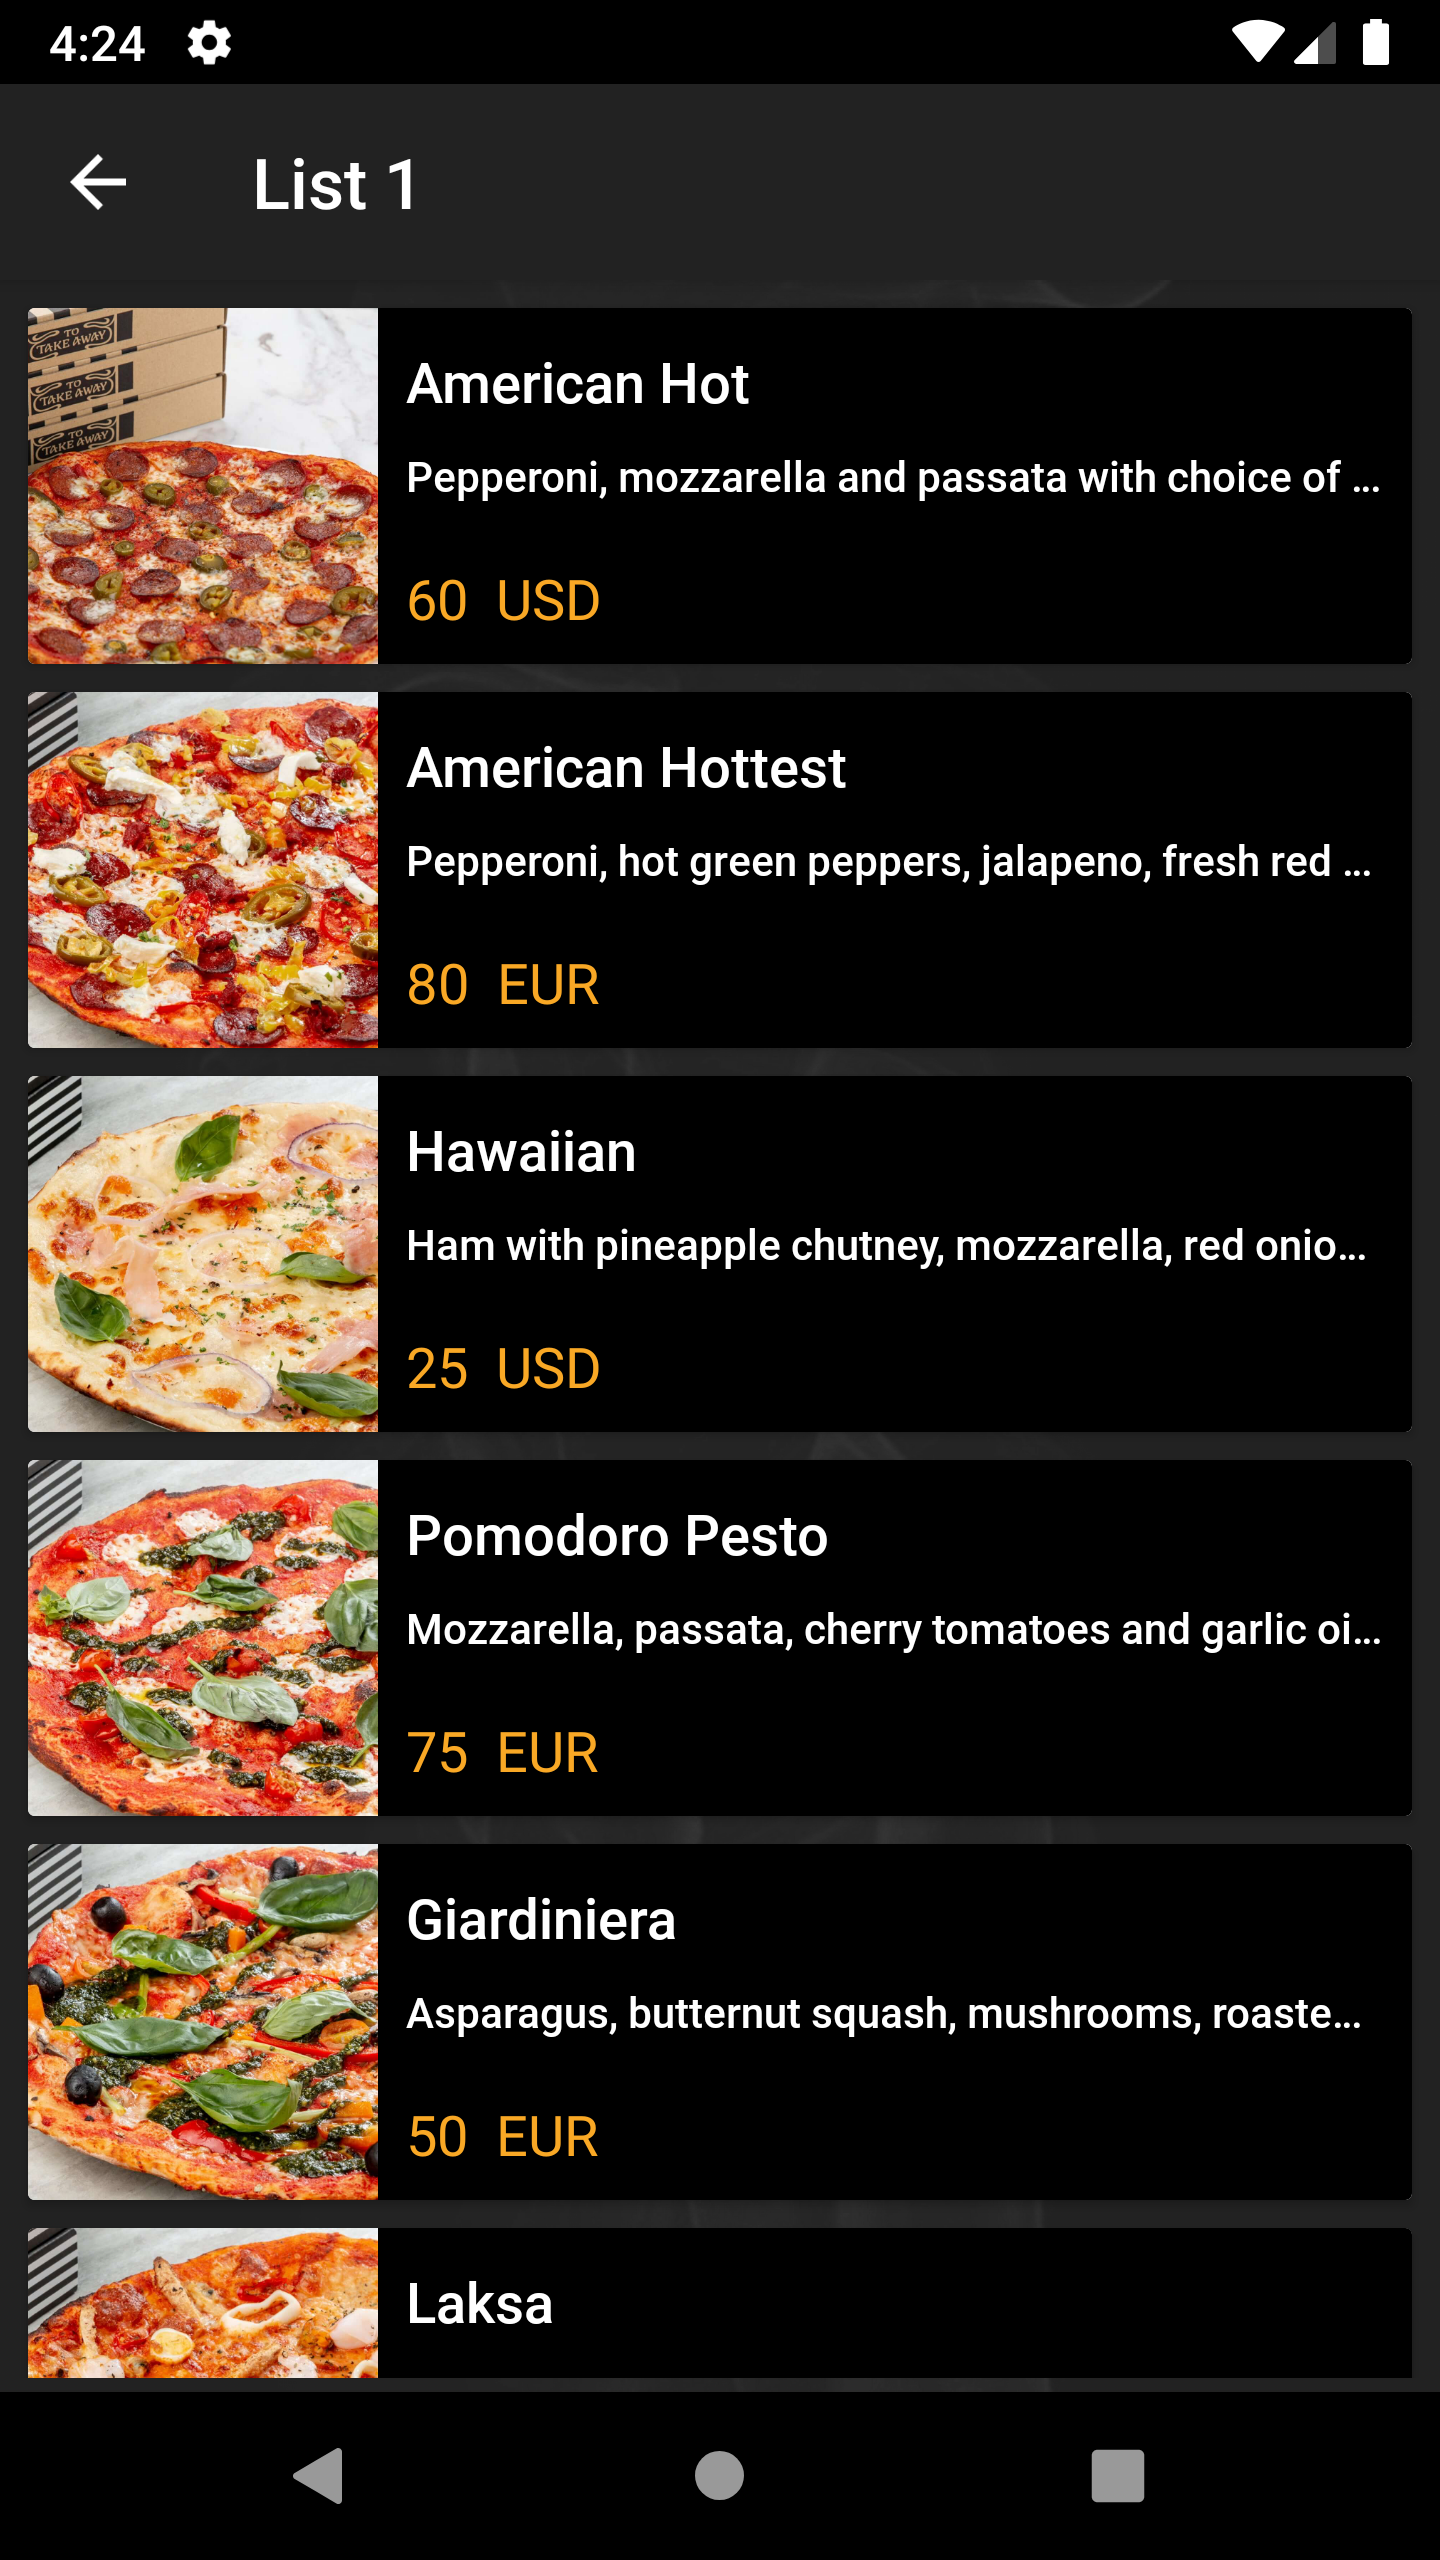 4:24
List 1
TO
TAKE AWAY
TAKE AWAY
TO
TAKE AWAY
American Hot
Pepperoni, mozzarella and passata with choice of ...
60 USD
American Hottest
Pepperoni, hot green peppers, jalapeno, fresh red ...
80 EUR
Hawaiian
Ham with pineapple chutney, mozzarella, red onio...
25 USD
Pomodoro Pesto
Mozzarella, passata, cherry tomatoes and garlic oi...
75 EUR
Giardiniera
Asparagus, butternut squash, mushrooms, roaste...
50 EUR
Laksa